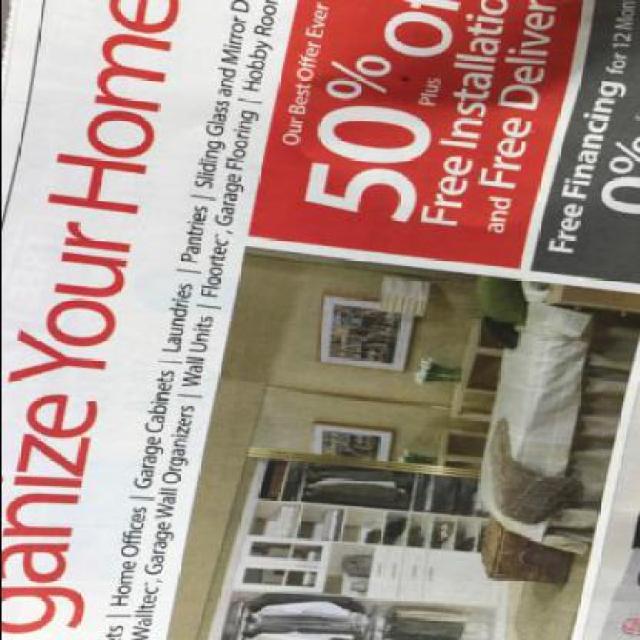 ganize Your Home
ts | Home Offices | Garage Cabinets | Laundries | Pantries | Sliding Glass and Mirror D
Walltec, Garage Wall Organizers | Wall Units | Floortec, Garage Flooring | Hobby Roo
Our Best Offer Ever
50% Of
Plus
Free Installatio
and Free Deliver
Free Financing for 12 Mon
0%